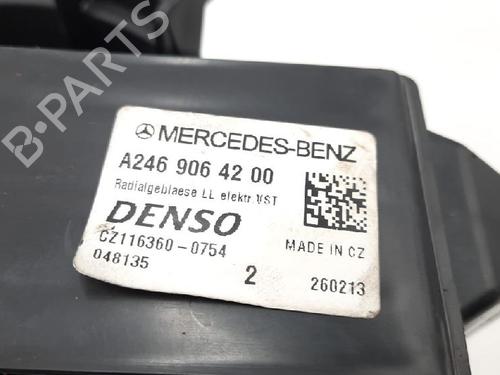 B-PARTS
MERCEDES-BENZ
A246 906 42 00
Radialgeblaese LL elektr.VST
DENSO
CZ116360-0754
MADE IN CZ
048135
2
260213
B-PARTS